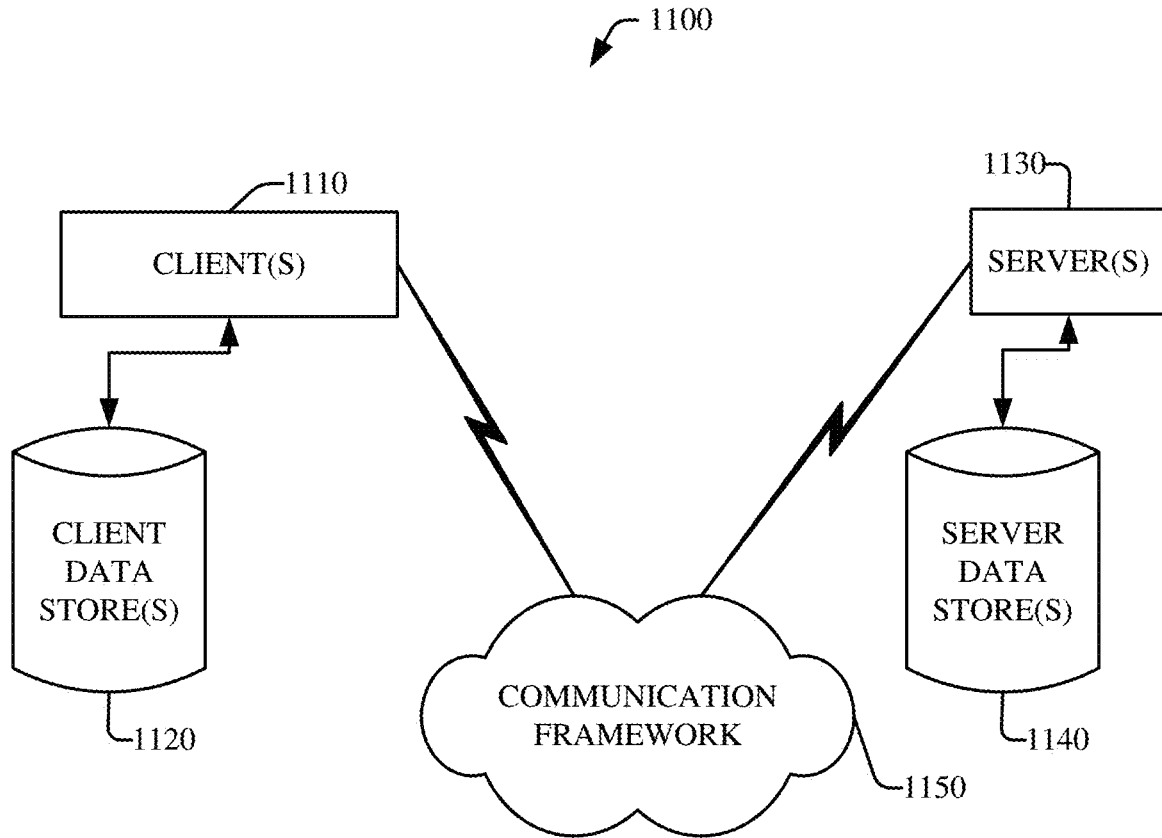 1100
1110
1130
CLIENT(S)
SERVER(S)
CLIENT
DATA
STORE(S)
SERVER
DATA
STORE(S)
COMMUNICATION
FRAMEWORK
1120
1140
1150